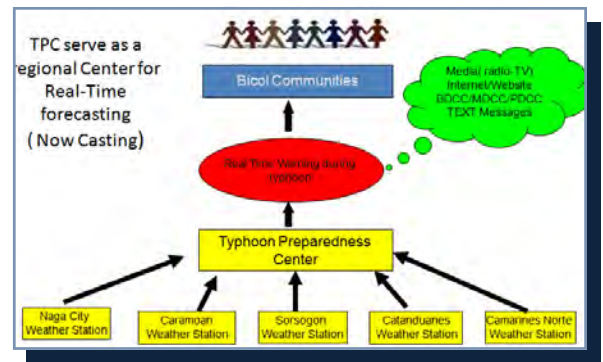 TPC serve as a
regional Center for
Real-Time
forecasting
( Now Casting)
Bicol Communities
Media( radio-TV)
Internet/Website
BDCC/MDCC/PDCC
TEXT Messages
Real Time Warning during
typhoon
Typhoon Preparedness
Center
Naga City
Weather Station
Caramoan
Weather Station
Sorsogon
Weather Station
Catanduanes
Weather Station
Camarines Norte
Weather Station